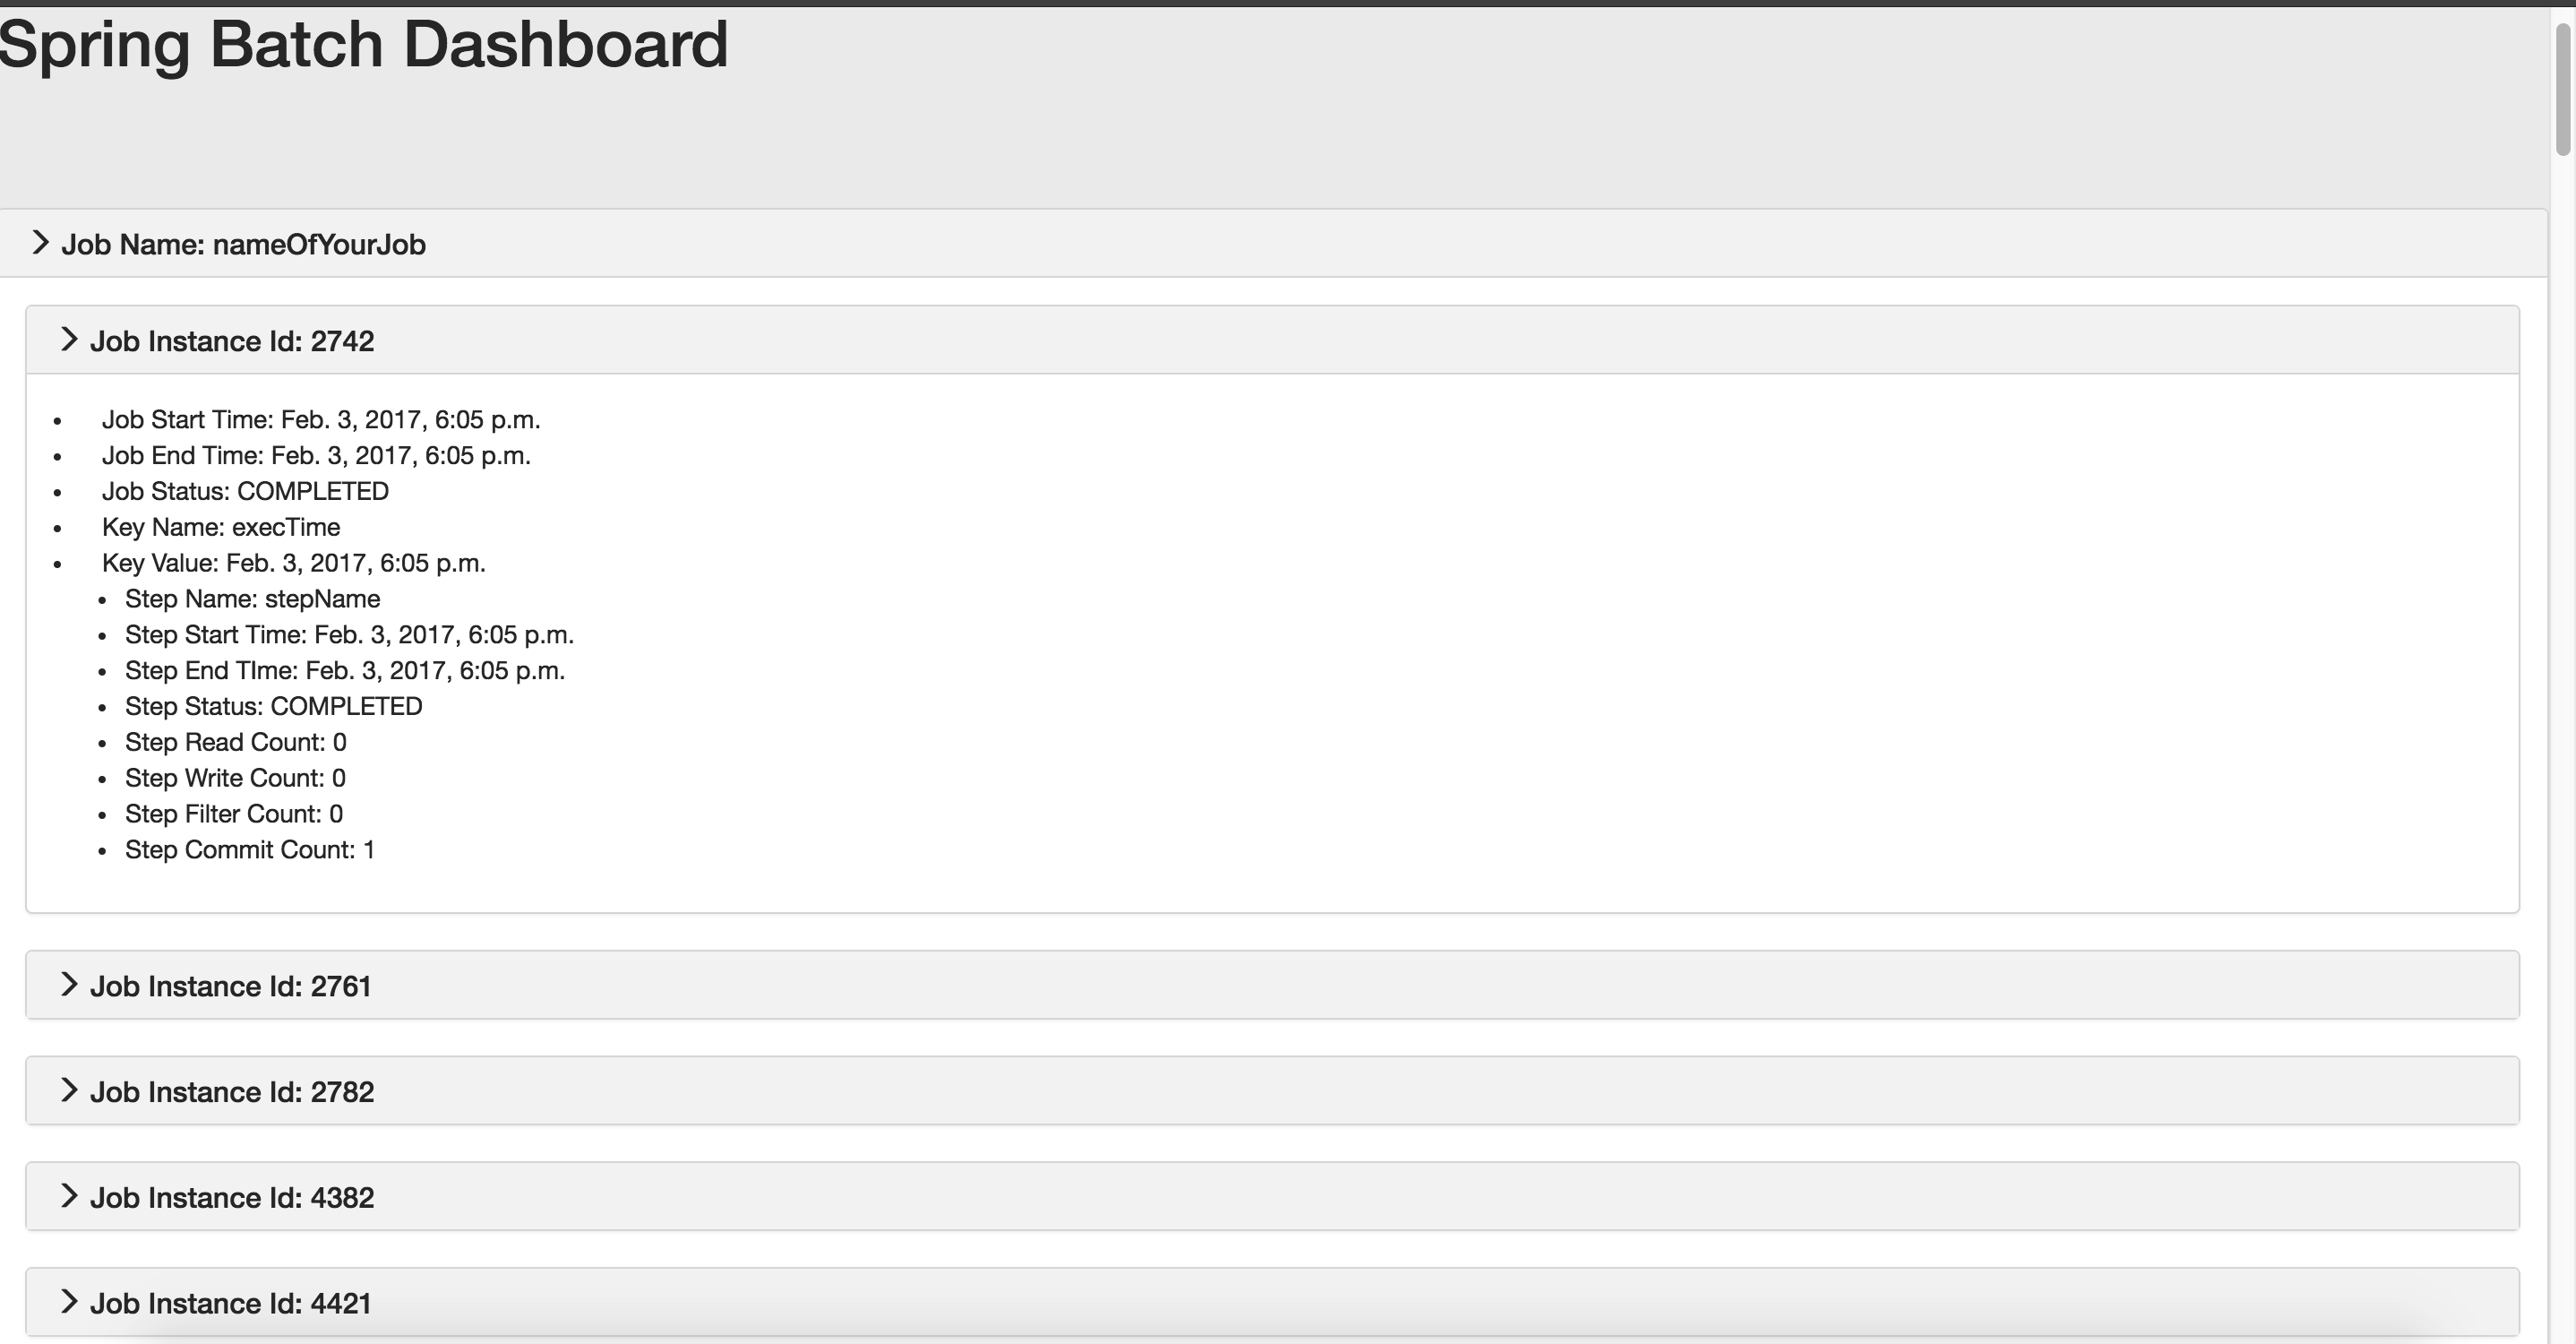 Spring Batch Dashboard
Job Name: nameOfYourJob
Job Instance Id: 2742
Job Start Time: Feb. 3, 2017, 6:05 p.m.
Job End Time: Feb. 3, 2017, 6:05 p.m.
Job Status: COMPLETED
Key Name: execTime
Key Value: Feb. 3, 2017, 6:05 p.m.
Step Name: stepName
Step Start Time: Feb. 3, 2017, 6:05 p.m.
Step End TIme: Feb. 3, 2017, 6:05 p.m.
Step Status: COMPLETED
Step Read Count: 0
Step Write Count: 0
Step Filter Count: 0
Step Commit Count: 1
Job Instance Id: 2761
Job Instance Id: 2782
Job Instance Id: 4382
Job Instance Id: 4421